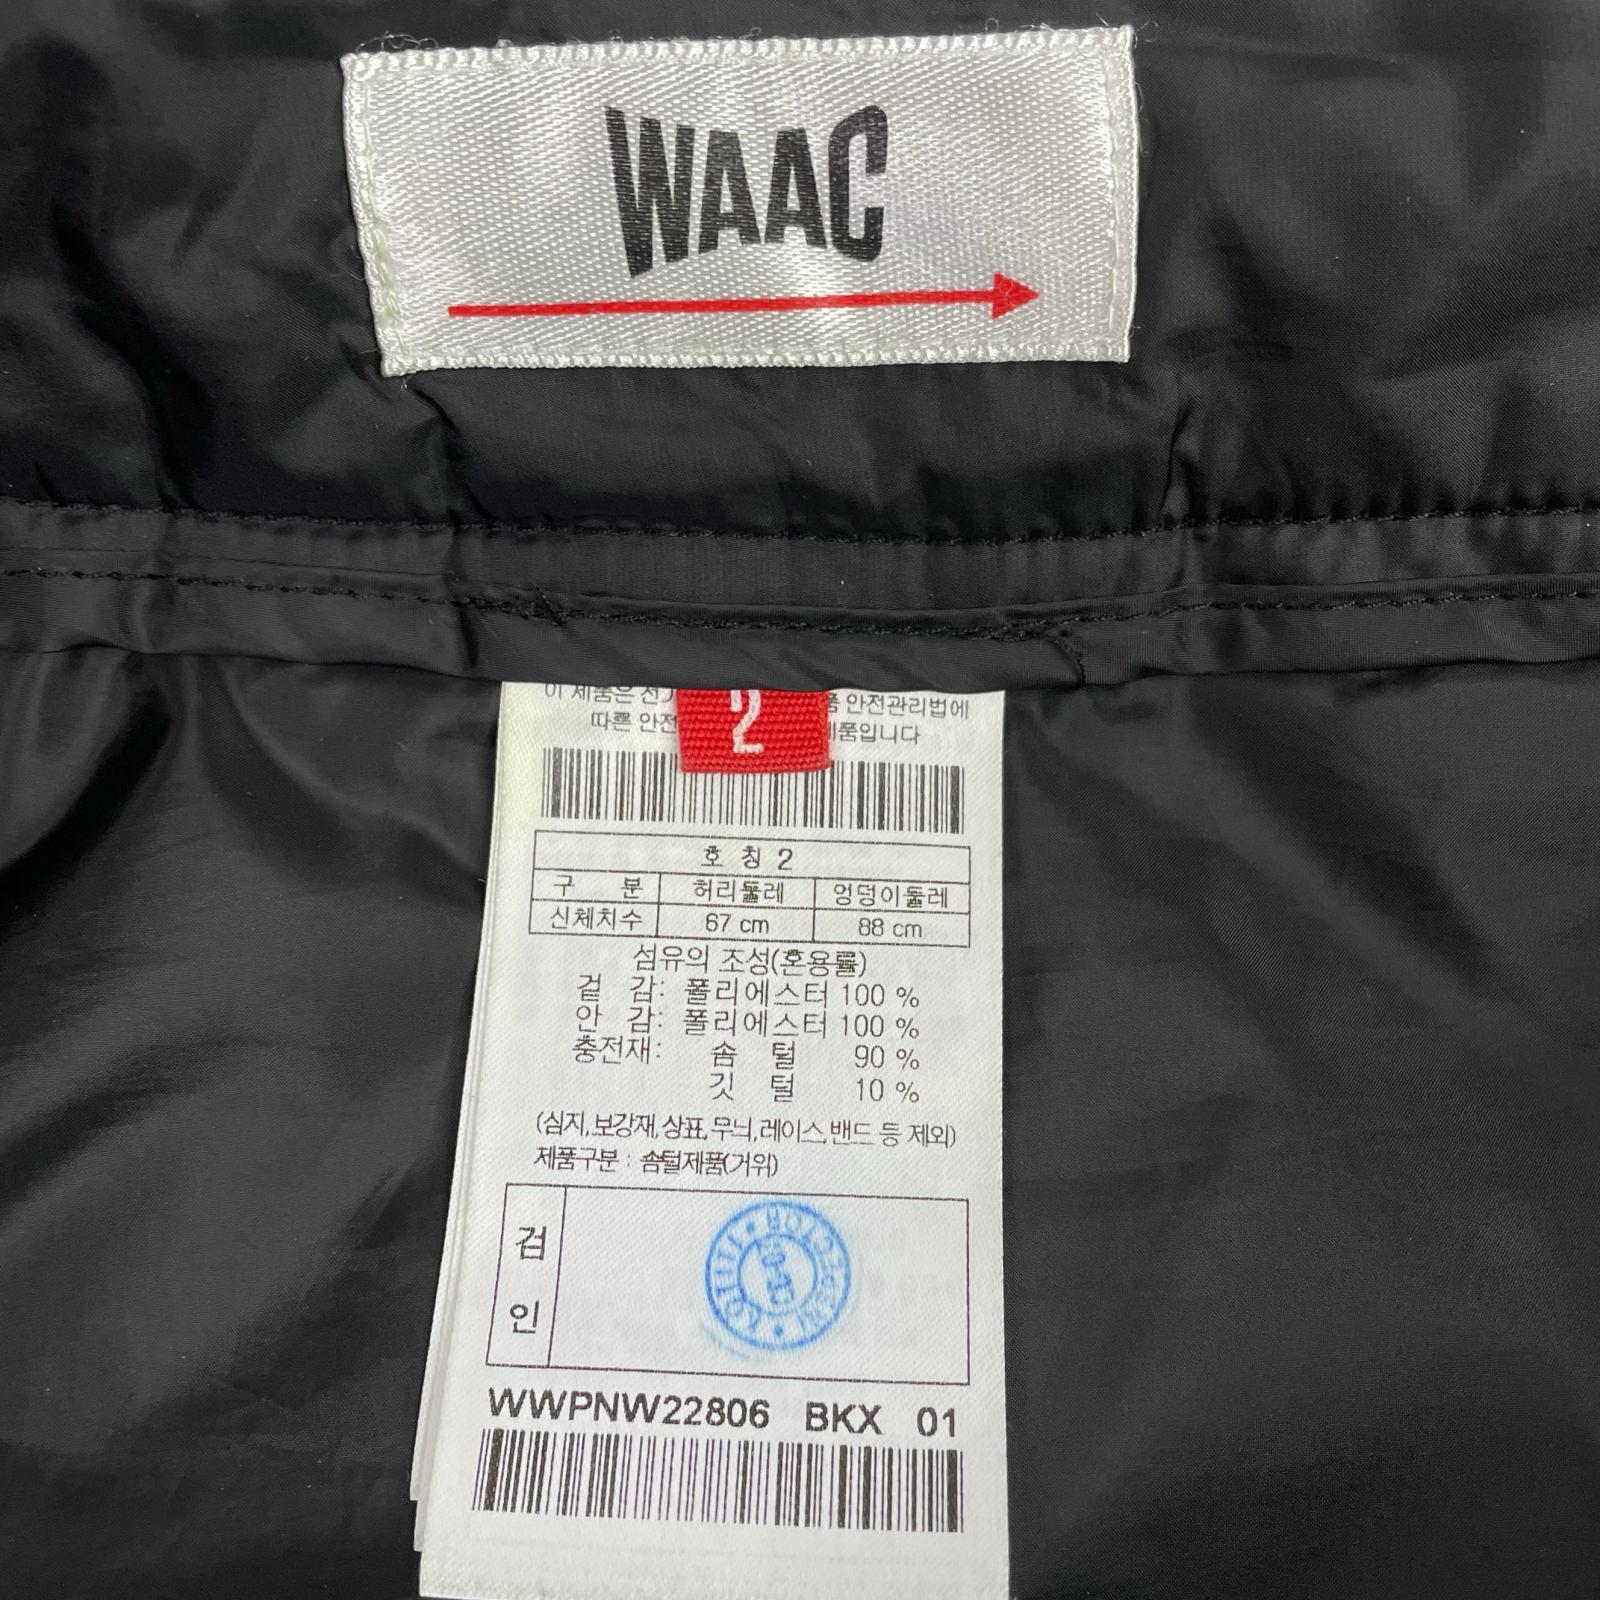 WAAC
이 제품은 전기 품 안전관리법에
2
따른 안전 제품입니다
호 칭 2
구 분 허리둘레 엉덩이둘레
신체치수 67 cm 88 cm
섬유의 조성(혼용률)
겉 감: 폴리에스터 100 %
안 감: 폴리에스터 100 %
충전재: 솜 털 90 %
깃 털 10 %
(심지,보강재,상표,무늬,레이스,밴드 등 제외)
제품구분 : 솜털제품(거위)
검
인
WWPNW22806 BKX 01